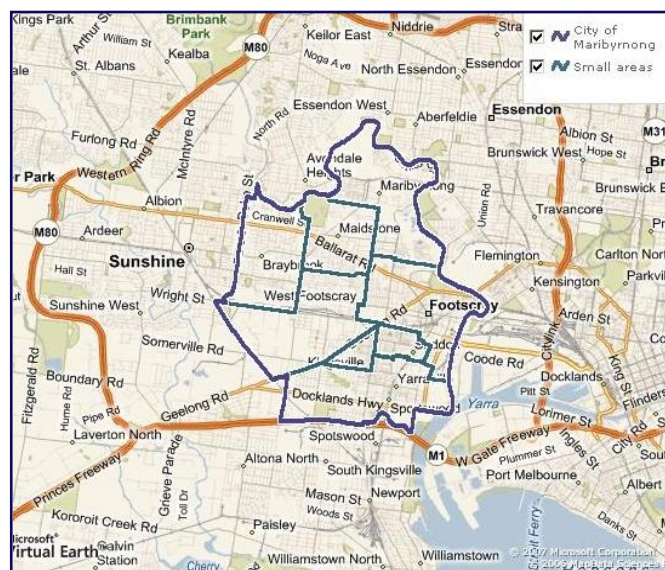 Kings Park
Arthur St
Brimbank
Park
Niddrie
Keilor East
William St
Kealba
M80
St. Albans
Noga Ave
North Essendon
City of
Maribyrnong
Small areas
Essendon West
Essendon
Aberfeldie
North Rd
McIntyre Rd
Furlong Rd
Western Ring Rd
Albion St
M31
Hope St
Brunswick West
Avondale
Heights
Maribyrnong
Union Rd
Brunswick E
er Park
Albion
Cranwell St
Travancore
M80
Ardeer
Maidstone
Ballarat Rd
Carlton Nort
Sunshine
Hall St
Flemington
Kensington
Parkvil
Sunshine West
Wright St
West Footscray
Footscray
Arden St
Citylink
Somerville Rd
Fitzgerald Rd
Boundary Rd
Coode Rd
Docklands
King St
Flinders
Hume Rd
Pipe Rd
Geelong Rd
Docklands Hwy
Spotswood
Yarra
Pitt St
Lorimer St
City Rd
Laverton North
Spotswood
M1
W Gate Freeway
Ingles St
Plummer St
Port Melbourne
Princes Freeway
Grieve Parade
Toll Dr
Altona North
South Kingsville
Newport
Mason St
Woods St
Kororoit Creek Rd
Paisley
Danks St
Microsoft
Virtual Earth
Galvin
Station
Cherry
Williamstown North
Williamstown
© 2007 Microsoft Corporation